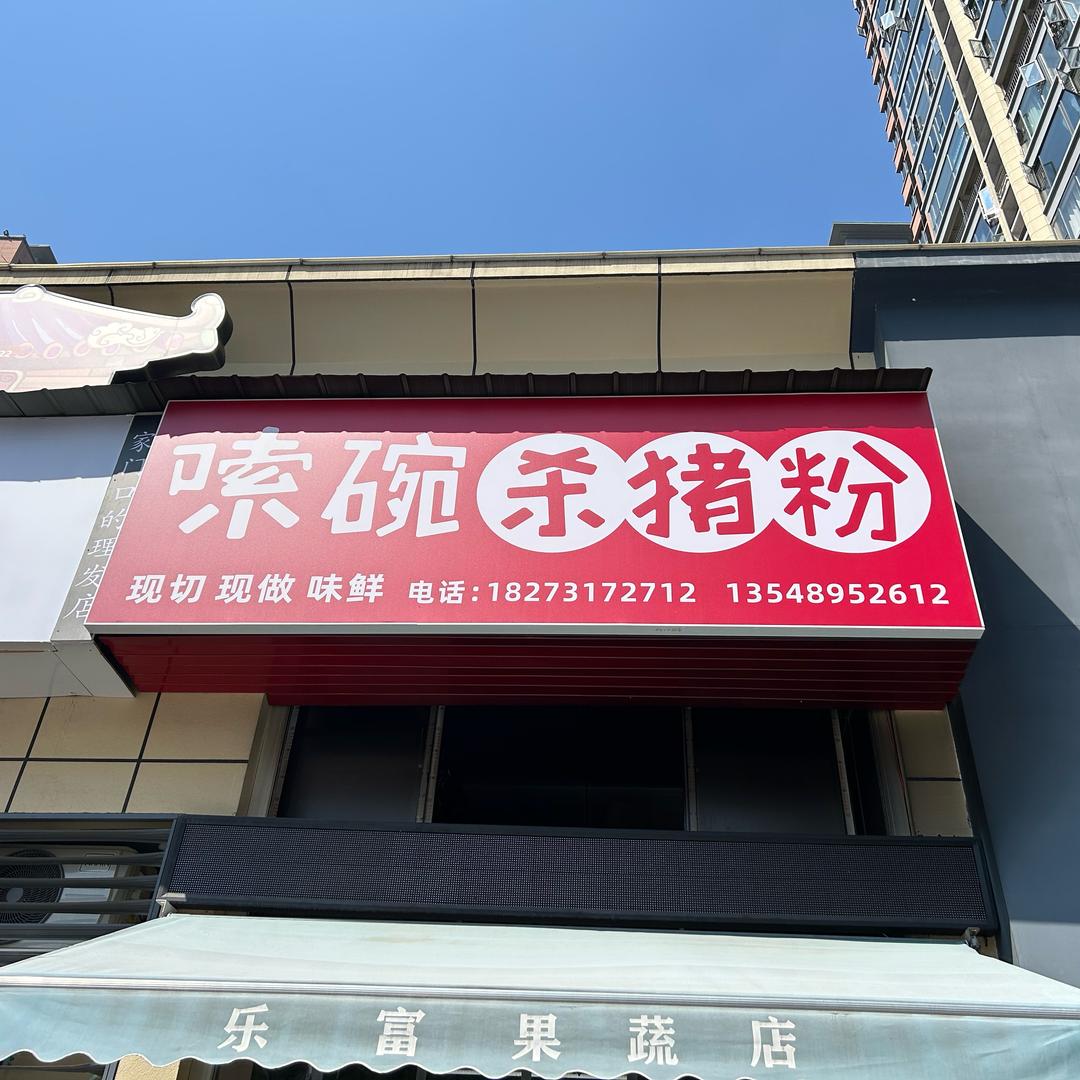 嗦碗杀猪粉
现切 现做 味鲜 电话:18273172712 13548952612
家门口的理发店
乐富果蔬店